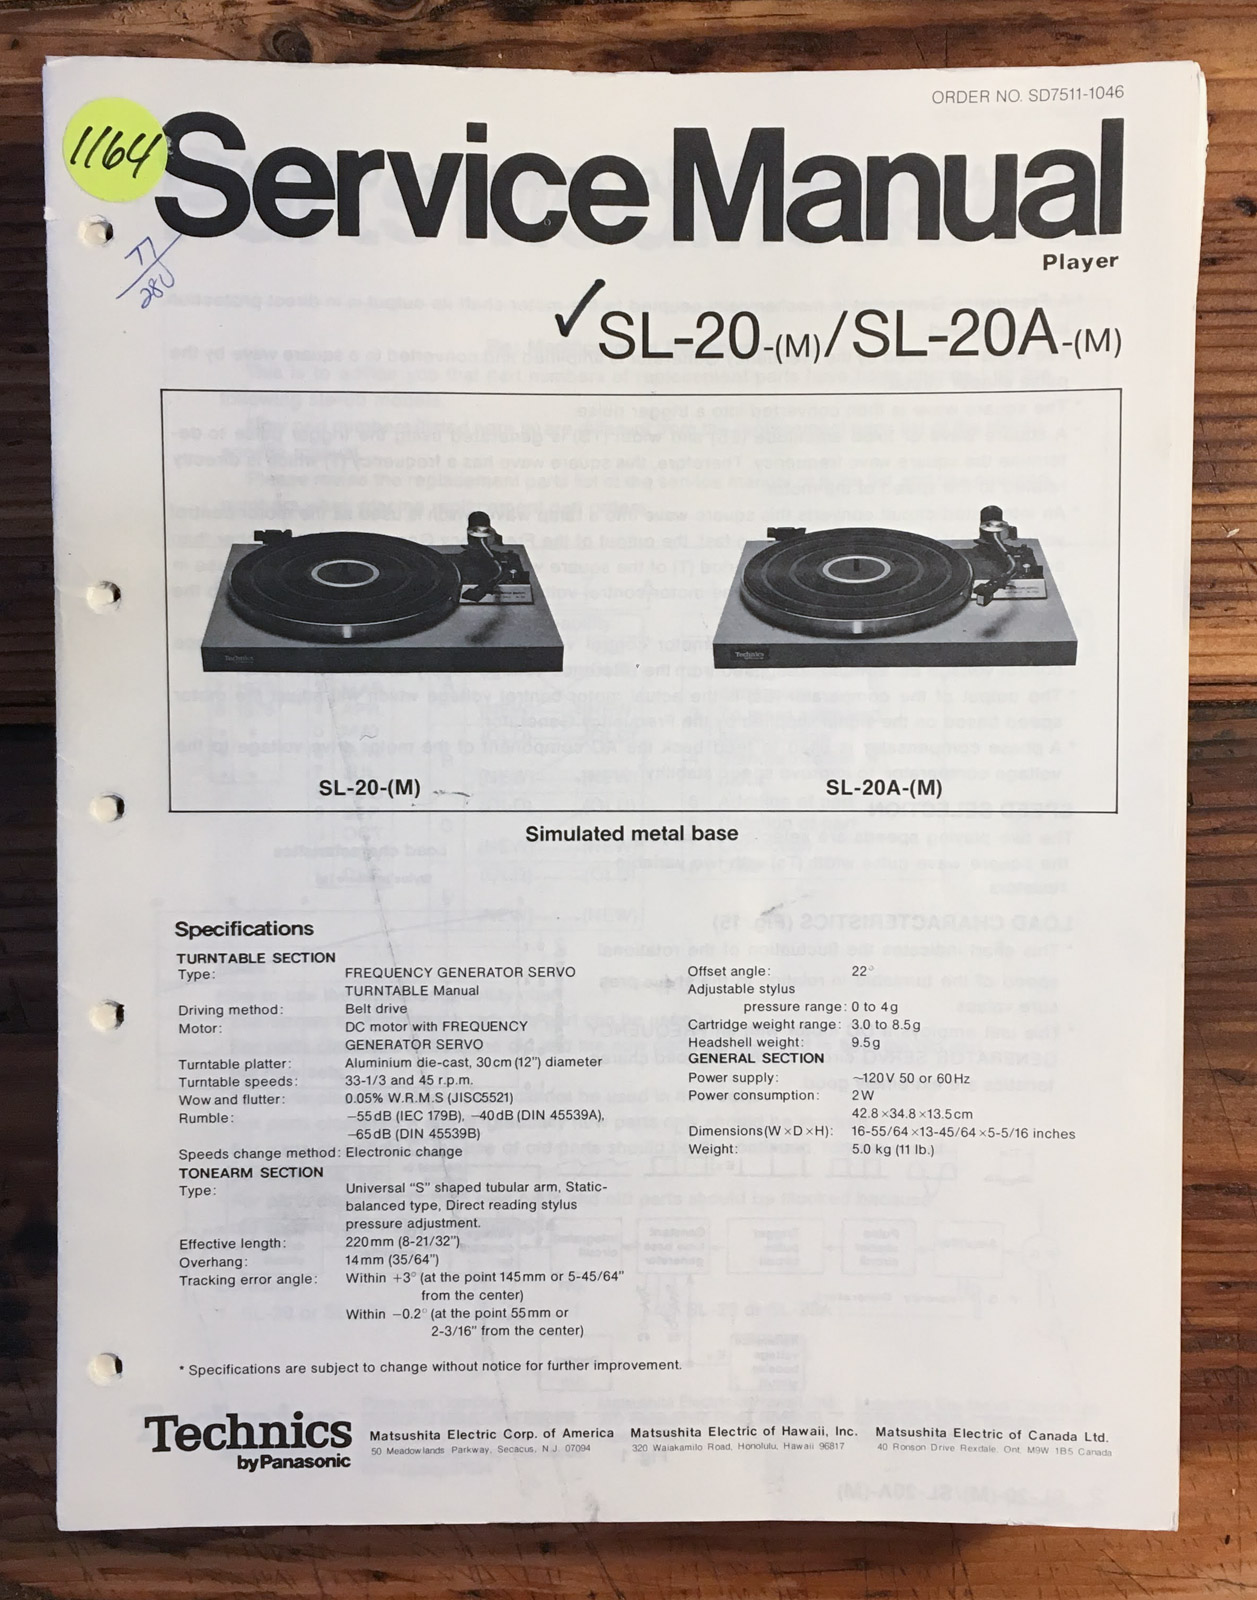 ORDER NO. SD7511-1046
1164
Service Manual
77
Player
SL-20-(M)/SL-20A-(M)
Technics
Technics
SL-20-(M)
SL-20A-(M)
Simulated metal base
Specifications
TURNTABLE SECTION
Type: FREQUENCY GENERATOR SERVO
TURNTABLE Manual
Driving method: Belt drive
Motor: DC motor with FREQUENCY
GENERATOR SERVO
Turntable platter: Aluminium die-cast, 30cm (12") diameter
Turntable speeds: 33-1/3 and 45 r.p.m.
Wow and flutter: 0.05% W.R.M.S (JISC5521)
Rumble: −55dB (IEC 179B), −40dB (DIN 45539A),
−65dB (DIN 45539B)
Speeds change method: Electronic change
TONEARM SECTION
Type: Universal "S" shaped tubular arm, Static-
balanced type, Direct reading stylus
pressure adjustment.
Effective length: 220mm (8-21/32")
Overhang: 14mm (35/64")
Tracking error angle: Within +3° (at the point 145mm or 5-45/64"
from the center)
Within −0.2° (at the point 55mm or
2-3/16" from the center)
Offset angle: 22°
Adjustable stylus
pressure range: 0 to 4g
Cartridge weight range: 3.0 to 8.5g
Headshell weight: 9.5g
GENERAL SECTION
Power supply: ~120V 50 or 60Hz
Power consumption: 2W
42.8×34.8×13.5cm
Dimensions(W×D×H): 16-55/64×13-45/64×5-5/16 inches
Weight: 5.0 kg (11 lb.)
* Specifications are subject to change without notice for further improvement.
Technics
by Panasonic
Matsushita Electric Corp. of America
50 Meadowlands Parkway, Secacus, N.J. 07094
Matsushita Electric of Hawaii, Inc.
320 Waiakamilo Road, Honolulu, Hawaii 96817
Matsushita Electric of Canada Ltd.
40 Ronson Drive Rexdale, Ont. M9W 1B5 Canada